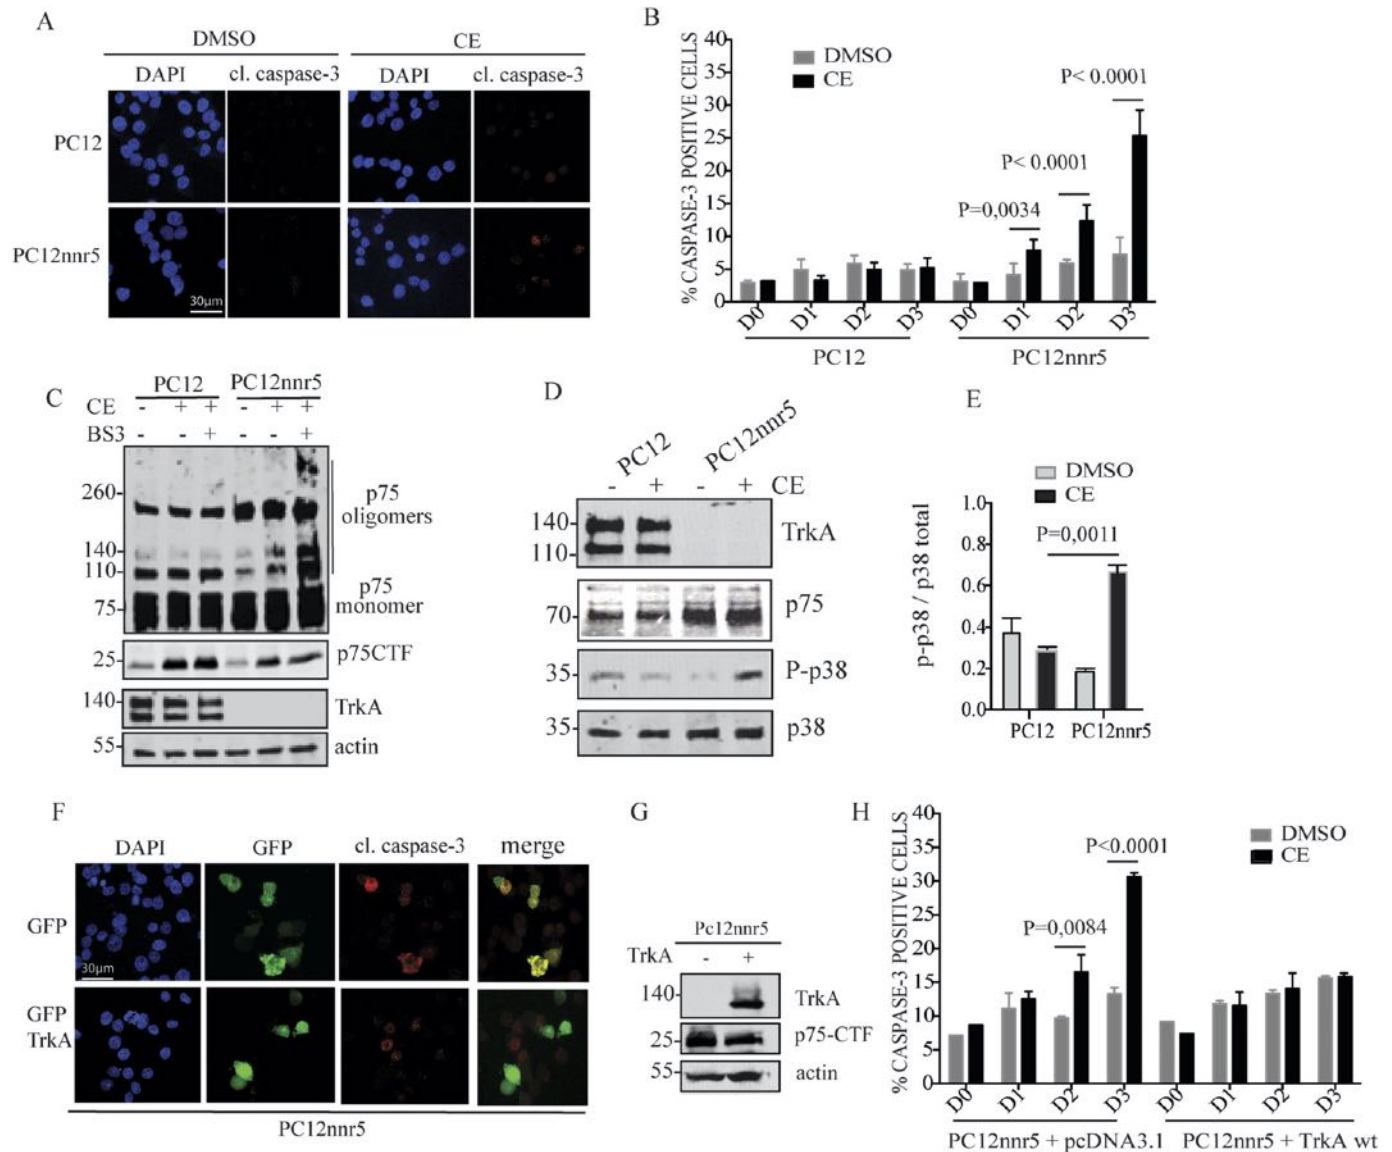 A
DMSO CE
DAPI cl. caspase-3 DAPI cl. caspase-3
PC12
PC12nnr5
30µm
B
% CASPASE-3 POSITIVE CELLS
40
35
30
25
20
15
10
5
0
DMSO
CE
P< 0.0001
P< 0.0001
P=0,0034
D0 D1 D2 D3 D0 D1 D2 D3
PC12 PC12nnr5
C
PC12 PC12nnr5
CE - + + - + +
BS3 - - + - - +
260
140
110
75
p75
oligomers
p75
monomer
25 p75CTF
140 TrkA
55 actin
D
PC12 PC12nnr5
- + - + CE
140
110
TrkA
70 p75
35 P-p38
35 p38
E
DMSO
CE
p-p38 / p38 total
1.0
0.8
0.6
0.4
0.2
0.0
P=0,0011
PC12 PC12nnr5
F
DAPI GFP cl. caspase-3 merge
GFP
30µm
GFP
TrkA
PC12nnr5
G
Pc12nnr5
TrkA - +
140 TrkA
25 p75-CTF
55 actin
H
% CASPASE-3 POSITIVE CELLS
40
35
30
25
20
15
10
5
0
DMSO
CE
P<0.0001
P=0,0084
D0 D1 D2 D3 D0 D1 D2 D3
PC12nnr5 + pcDNA3.1 PC12nnr5 + TrkA wt